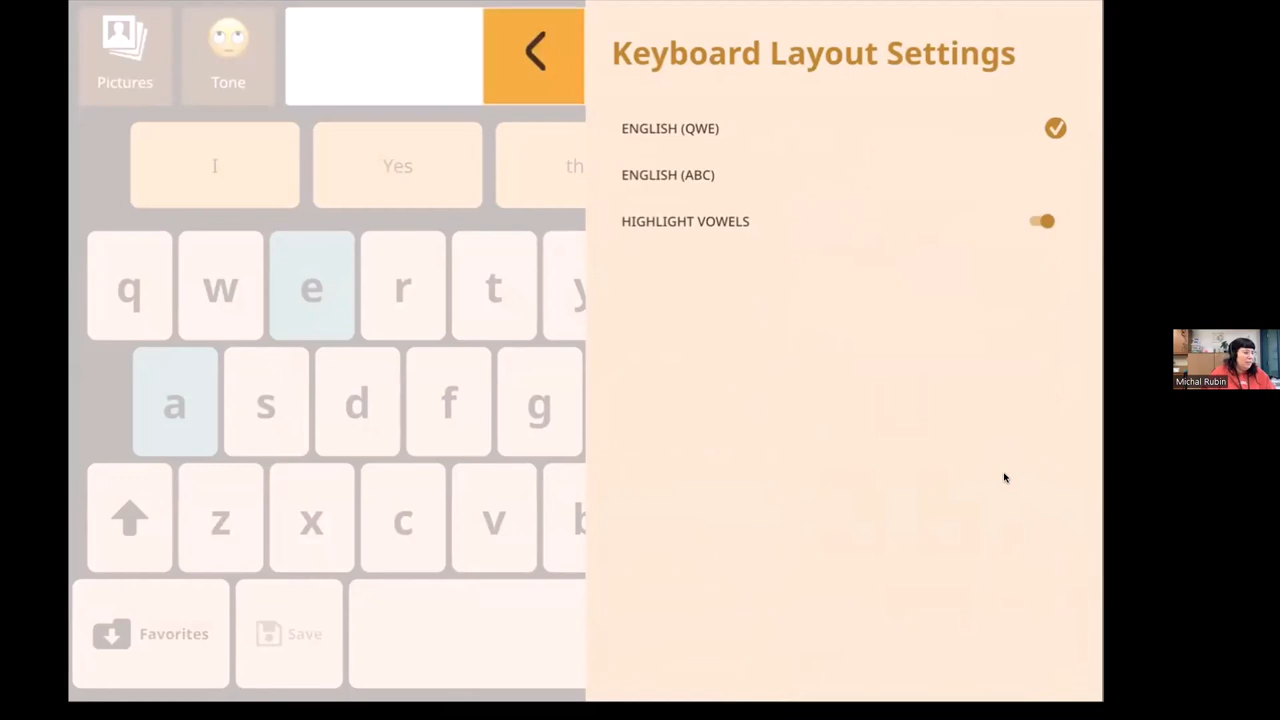 Pictures
Tone
Keyboard Layout Settings
ENGLISH (QWE)
ENGLISH (ABC)
HIGHLIGHT VOWELS
I
Yes
th
q w e r t y
a s d f g
z x c v b
Favorites
Save
Michal Rubin